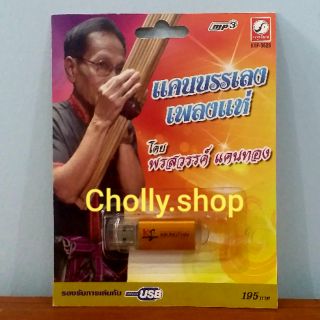 mp3
แคนบรรเลง
เพลงแห่
โดย
พรสวรรค์ แคนทอง
Cholly.shop
รองรับการเล่นกับ USB
195 บาท